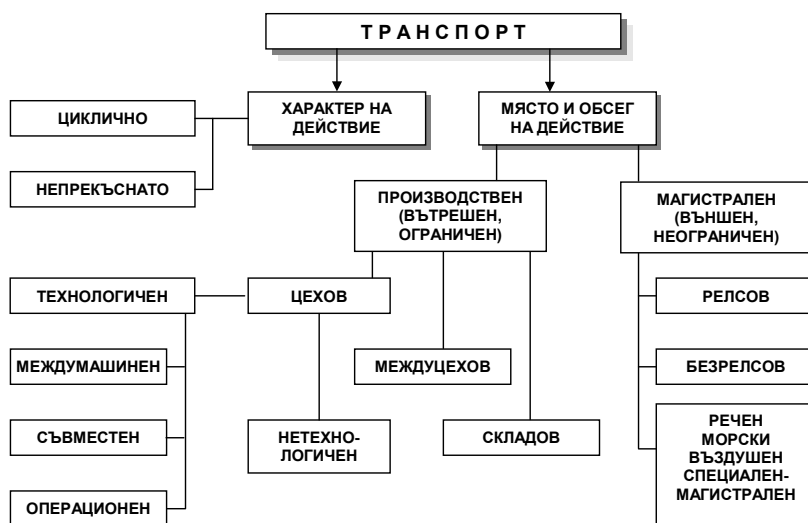 Т Р А Н С П О Р Т
ХАРАКТЕР НА
ДЕЙСТВИЕ
МЯСТО И ОБСЕГ
НА ДЕЙСТВИЕ
ЦИКЛИЧНО
НЕПРЕКЪСНАТО
ПРОИЗВОДСТВЕН
(ВЪТРЕШЕН,
ОГРАНИЧЕН)
МАГИСТРАЛЕН
(ВЪНШЕН,
НЕОГРАНИЧЕН)
ТЕХНОЛОГИЧЕН
ЦЕХОВ
РЕЛСОВ
МЕЖДУМАШИНЕН
МЕЖДУЦЕХОВ
БЕЗРЕЛСОВ
СЪВМЕСТЕН
НЕТЕХНО-
ЛОГИЧЕН
СКЛАДОВ
РЕЧЕН
МОРСКИ
ВЪЗДУШЕН
СПЕЦИАЛЕН-
МАГИСТРАЛЕН
ОПЕРАЦИОНЕН